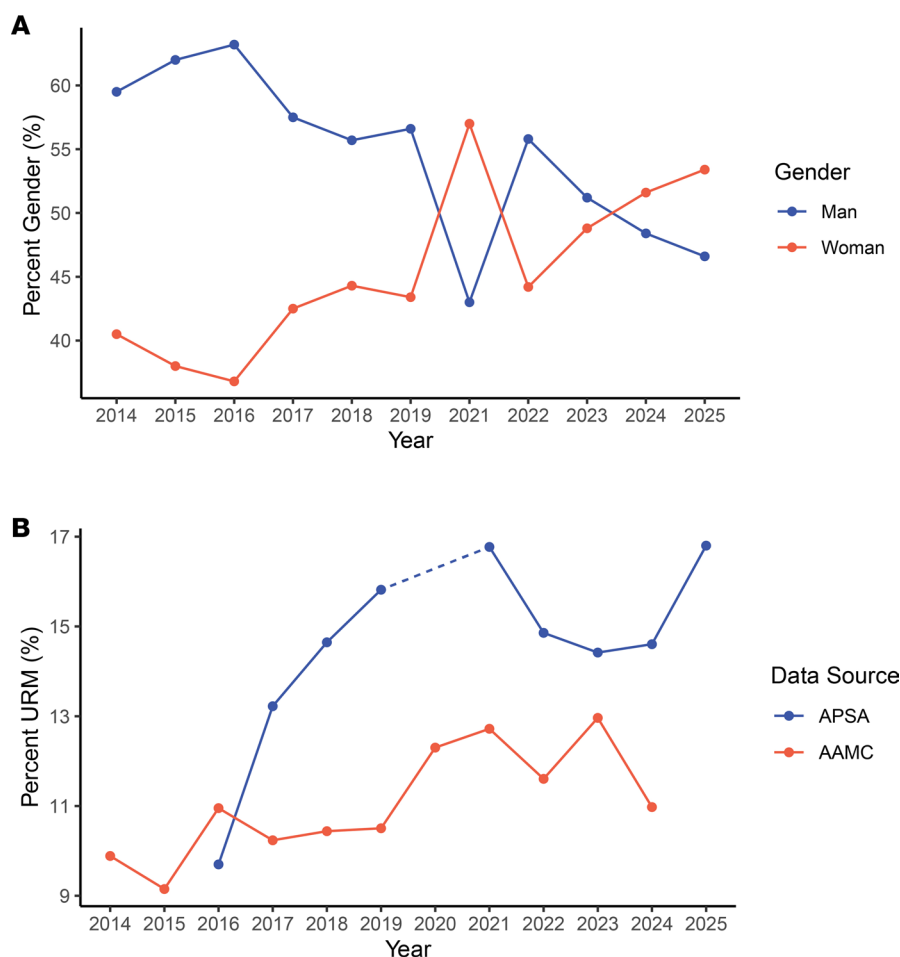 A
Percent Gender (%)
60
55
50
45
40
2014 2015 2016 2017 2018 2019 2021 2022 2023 2024 2025
Year
Gender
Man
Woman
B
Percent URM (%)
17
15
13
11
9
2014 2015 2016 2017 2018 2019 2020 2021 2022 2023 2024 2025
Year
Data Source
APSA
AAMC